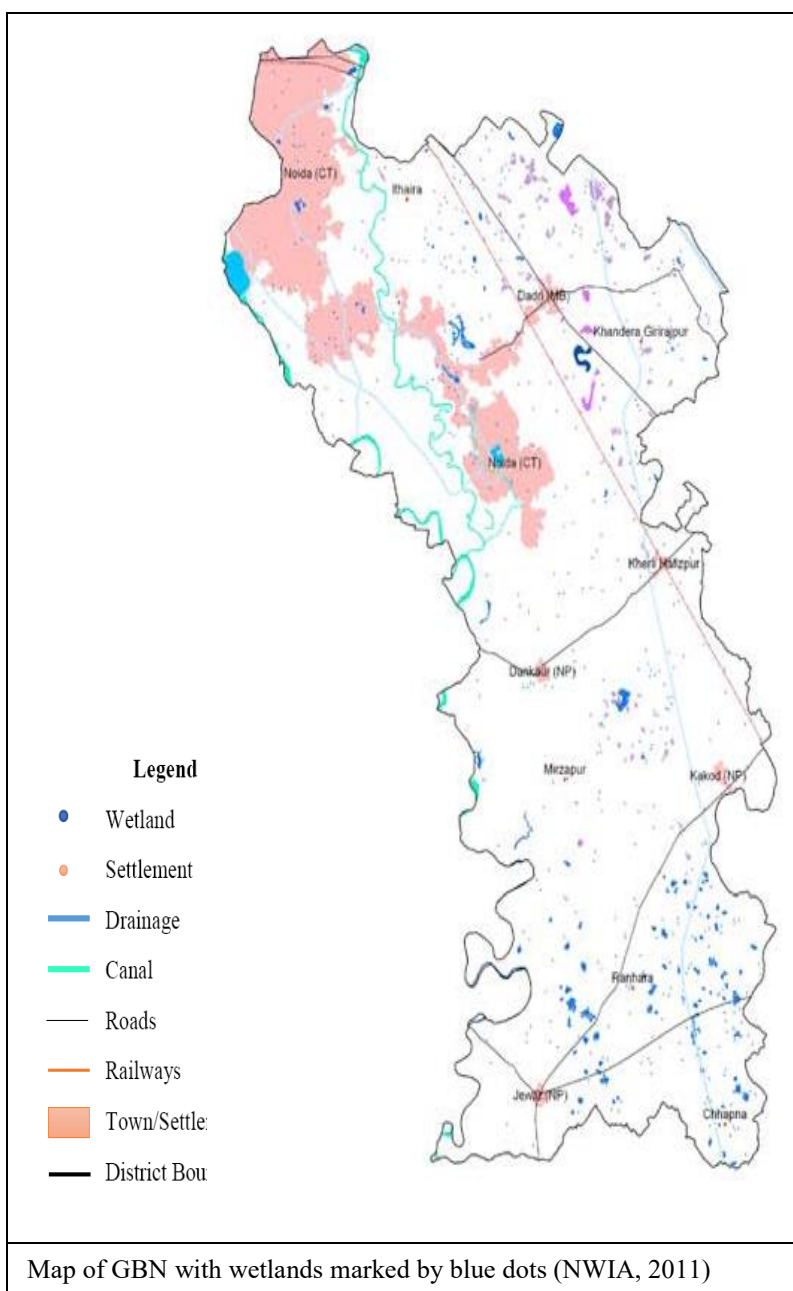 Noida (CT)
Ithaira
Dadri (MB)
Khandera Girirajpur
Noida (CT)
Kherli Hafizpur
Dankaur (NP)
Mirzapur
Kakod (NP)
Ranhara
Jewar (NP)
Chhapna
Legend
Wetland
Settlement
Drainage
Canal
Roads
Railways
Town/Settle
District Bou
Map of GBN with wetlands marked by blue dots (NWIA, 2011)